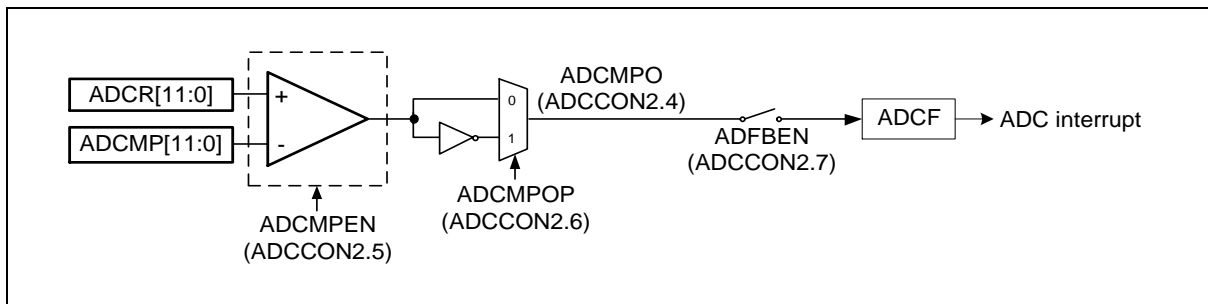 ADCR[11:0]
+
ADCMP[11:0]
-
ADCMPEN
(ADCCON2.5)
0
1
ADCMPOP
(ADCCON2.6)
ADCMPO
(ADCCON2.4)
ADFBEN
(ADCCON2.7)
ADCF
ADC interrupt